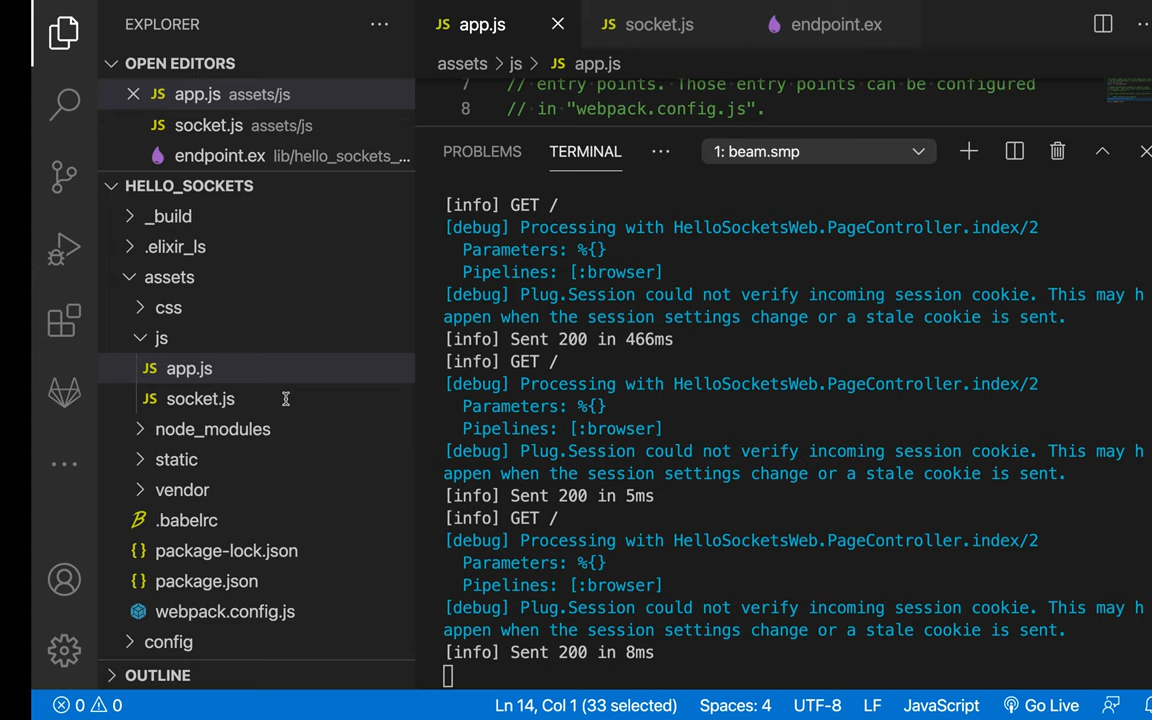 EXPLORER
OPEN EDITORS
JS app.js assets/js
JS socket.js assets/js
endpoint.ex lib/hello_sockets_...
HELLO_SOCKETS
_build
.elixir_ls
assets
css
js
JS app.js
JS socket.js
node_modules
static
vendor
.babelrc
{} package-lock.json
{} package.json
webpack.config.js
config
OUTLINE
JS app.js
JS socket.js
endpoint.ex
assets > js > JS app.js
7 // entry points. Those entry points can be configured
8 // in "webpack.config.js".
PROBLEMS TERMINAL ... 1: beam.smp
[info] GET /
[debug] Processing with HelloSocketsWeb.PageController.index/2
Parameters: %{}
Pipelines: [:browser]
[debug] Plug.Session could not verify incoming session cookie. This may h
appen when the session settings change or a stale cookie is sent.
[info] Sent 200 in 466ms
[info] GET /
[debug] Processing with HelloSocketsWeb.PageController.index/2
Parameters: %{}
Pipelines: [:browser]
[debug] Plug.Session could not verify incoming session cookie. This may h
appen when the session settings change or a stale cookie is sent.
[info] Sent 200 in 5ms
[info] GET /
[debug] Processing with HelloSocketsWeb.PageController.index/2
Parameters: %{}
Pipelines: [:browser]
[debug] Plug.Session could not verify incoming session cookie. This may h
appen when the session settings change or a stale cookie is sent.
[info] Sent 200 in 8ms
0 0 Ln 14, Col 1 (33 selected) Spaces: 4 UTF-8 LF JavaScript Go Live